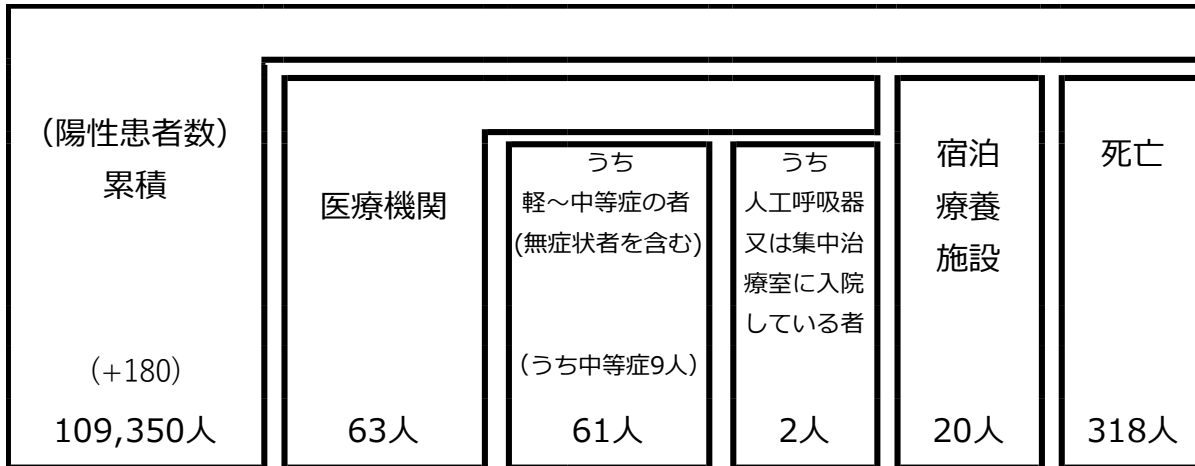 （陽性患者数）
累積
(+180)
109,350人
医療機関
63人
うち
軽～中等症の者
(無症状者を含む)
（うち中等症9人）
61人
うち
人工呼吸器
又は集中治
療室に入院
している者
2人
宿泊
療養
施設
20人
死亡
318人